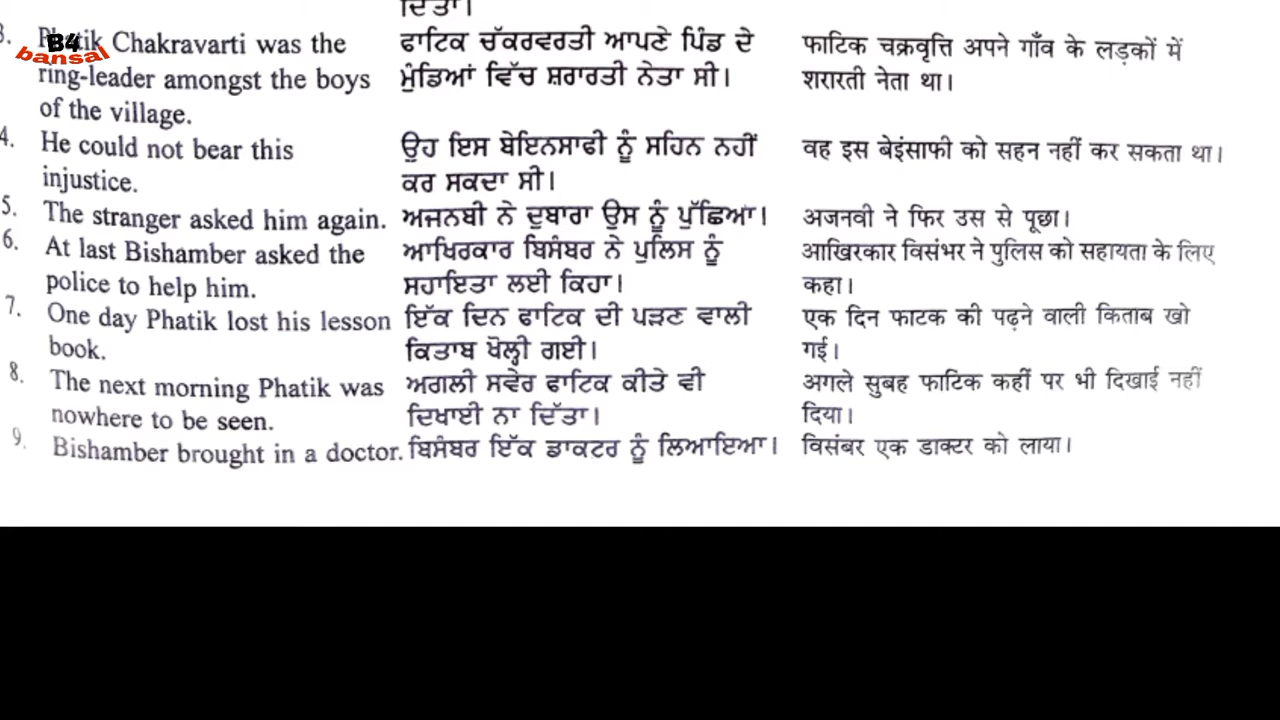 ਦਿੱਤਾ।
B4
bansal
3. Phatik Chakravarti was the ਫਾਟਿਕ ਚੱਕਰਵਰਤੀ ਆਪਣੇ ਪਿੰਡ ਦੇ फाटिक चक्रवृत्ति अपने गाँव के लड़कों में
ring-leader amongst the boys ਮੁੰਡਿਆਂ ਵਿੱਚ ਸ਼ਰਾਰਤੀ ਨੇਤਾ ਸੀ। शरारती नेता था।
of the village.
4. He could not bear this ਉਹ ਇਸ ਬੇਇਨਸਾਫੀ ਨੂੰ ਸਹਿਨ ਨਹੀਂ वह इस बेइंसाफी को सहन नहीं कर सकता था।
injustice. ਕਰ ਸਕਦਾ ਸੀ।
5. The stranger asked him again. ਅਜਨਬੀ ਨੇ ਦੁਬਾਰਾ ਉਸ ਨੂੰ ਪੁੱਛਿਆ। अजनवी ने फिर उस से पूछा।
6. At last Bishamber asked the ਆਖਿਰਕਾਰ ਬਿਸੰਬਰ ਨੇ ਪੁਲਿਸ ਨੂੰ आखिरकार विसंभर ने पुलिस को सहायता के लिए
police to help him. ਸਹਾਇਤਾ ਲਈ ਕਿਹਾ। कहा।
7. One day Phatik lost his lesson ਇੱਕ ਦਿਨ ਫਾਟਿਕ ਦੀ ਪੜਣ ਵਾਲੀ एक दिन फाटक की पढ़ने वाली किताब खो
book. ਕਿਤਾਬ ਖੋਲ੍ਹੀ ਗਈ। गई।
8. The next morning Phatik was ਅਗਲੀ ਸਵੇਰ ਫਾਟਿਕ ਕੀਤੇ ਵੀ अगले सुबह फाटिक कहीं पर भी दिखाई नहीं
nowhere to be seen. ਦਿਖਾਈ ਨਾ ਦਿੱਤਾ। दिया।
9. Bishamber brought in a doctor. ਬਿਸੰਬਰ ਇੱਕ ਡਾਕਟਰ ਨੂੰ ਲਿਆਇਆ। विसंबर एक डाक्टर को लाया।